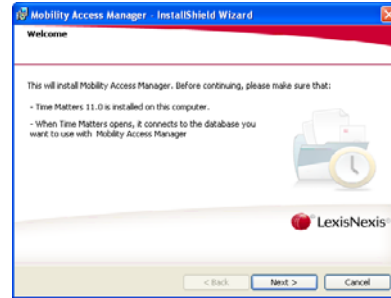 Mobility Access Manager - InstallShield Wizard
Welcome
This will install Mobility Access Manager. Before continuing, please make sure that:
- Time Matters 11.0 is installed on this computer.
- When Time Matters opens, it connects to the database you
want to use with Mobility Access Manager
LexisNexis®
< Back Next > Cancel